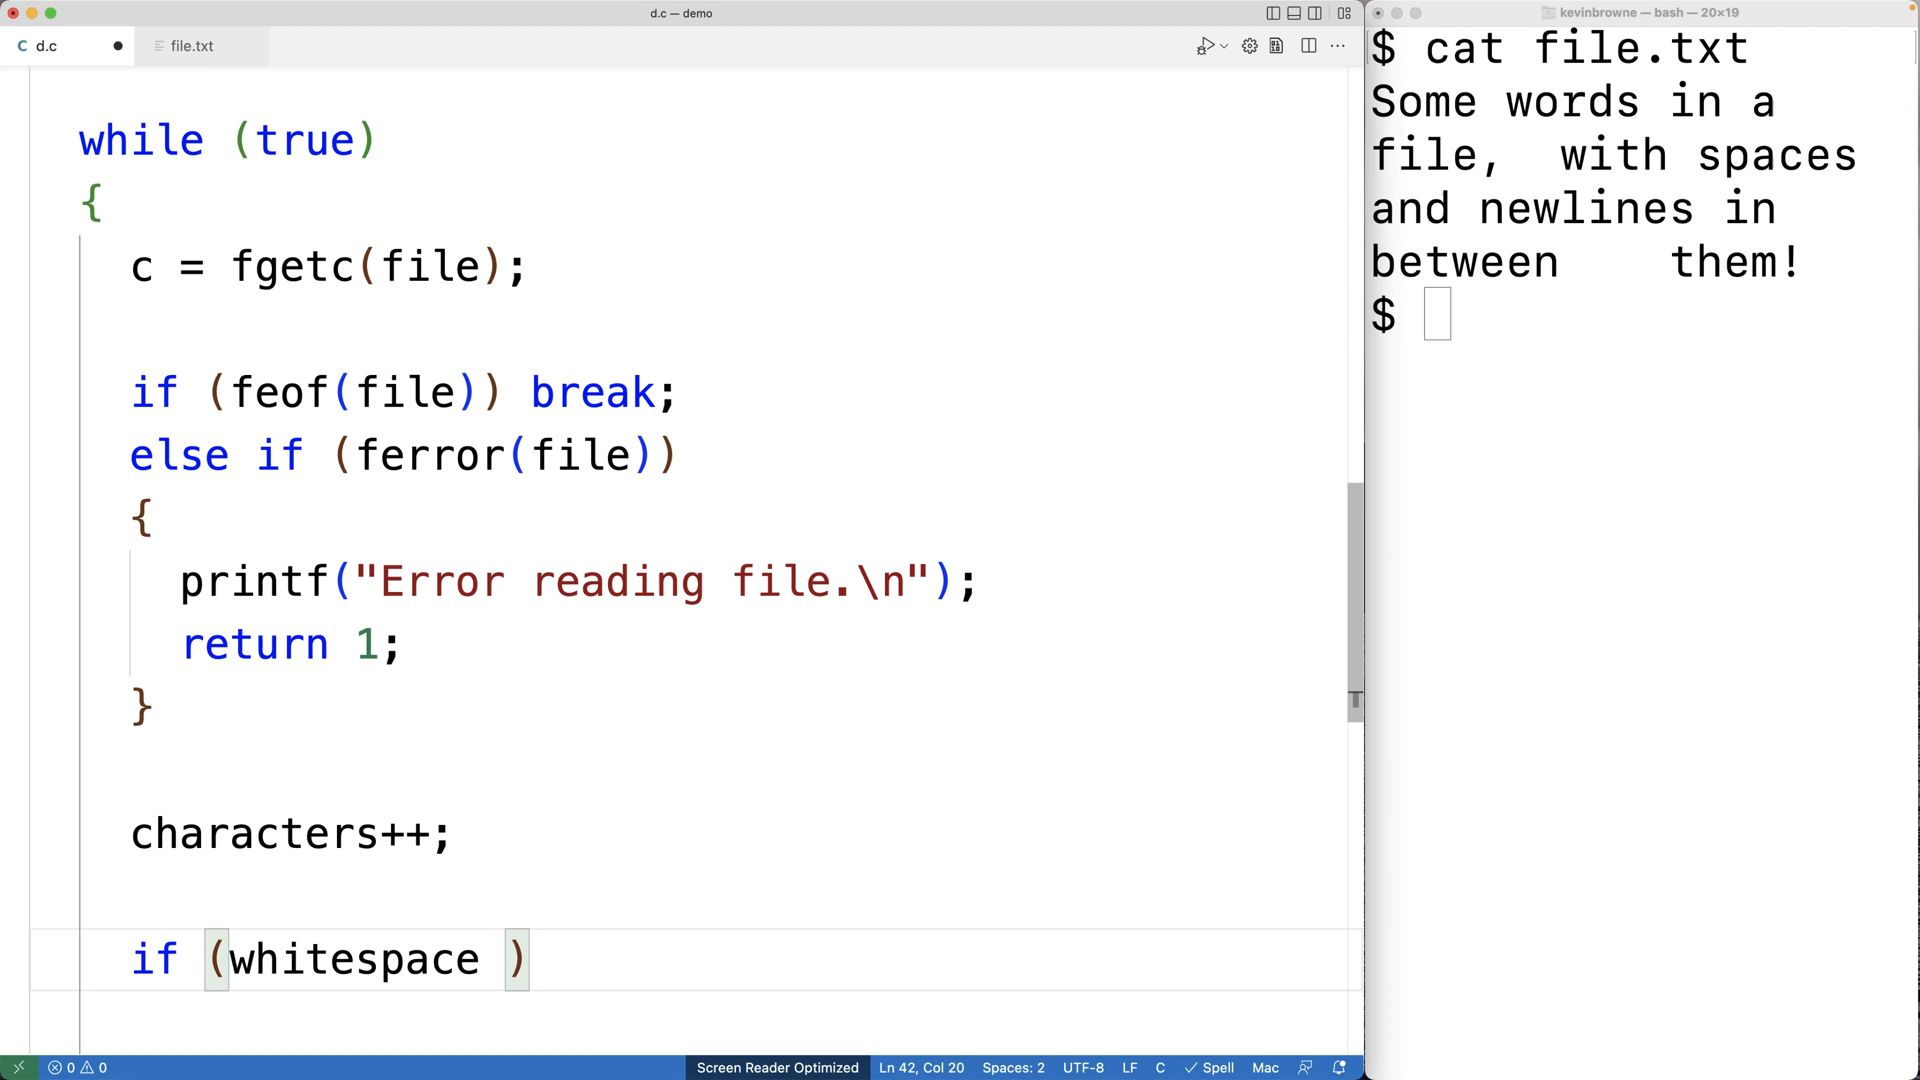 d.c — demo
C d.c
file.txt
while (true)
{
c = fgetc(file);
if (feof(file)) break;
else if (ferror(file))
{
printf("Error reading file.\n");
return 1;
}
characters++;
if (whitespace )
0 0
Screen Reader Optimized
Ln 42, Col 20
Spaces: 2
UTF-8
LF
C
Spell
Mac
kevinbrowne — bash — 20×19
$ cat file.txt
Some words in a
file,  with spaces
and newlines in
between    them!
$